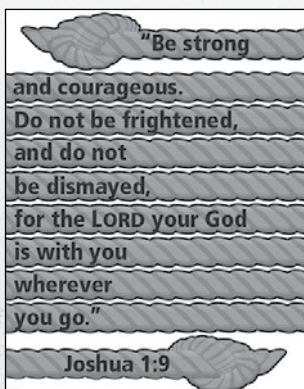 "Be strong
and courageous.
Do not be frightened,
and do not
be dismayed,
for the LORD your God
is with you
wherever
you go."
Joshua 1:9